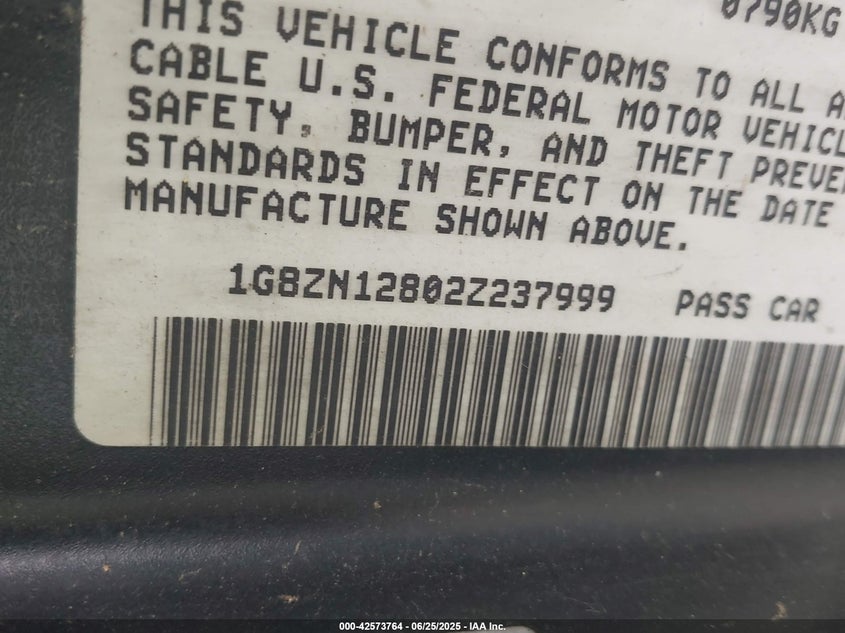 0790KG
THIS VEHICLE CONFORMS TO ALL A
CABLE U.S. FEDERAL MOTOR VEHICL
SAFETY, BUMPER, AND THEFT PREVE
STANDARDS IN EFFECT ON THE DATE
MANUFACTURE SHOWN ABOVE.
1G8ZN12802Z237999 PASS CAR
000-42573764 / 06/25/2025 - IAA Inc.